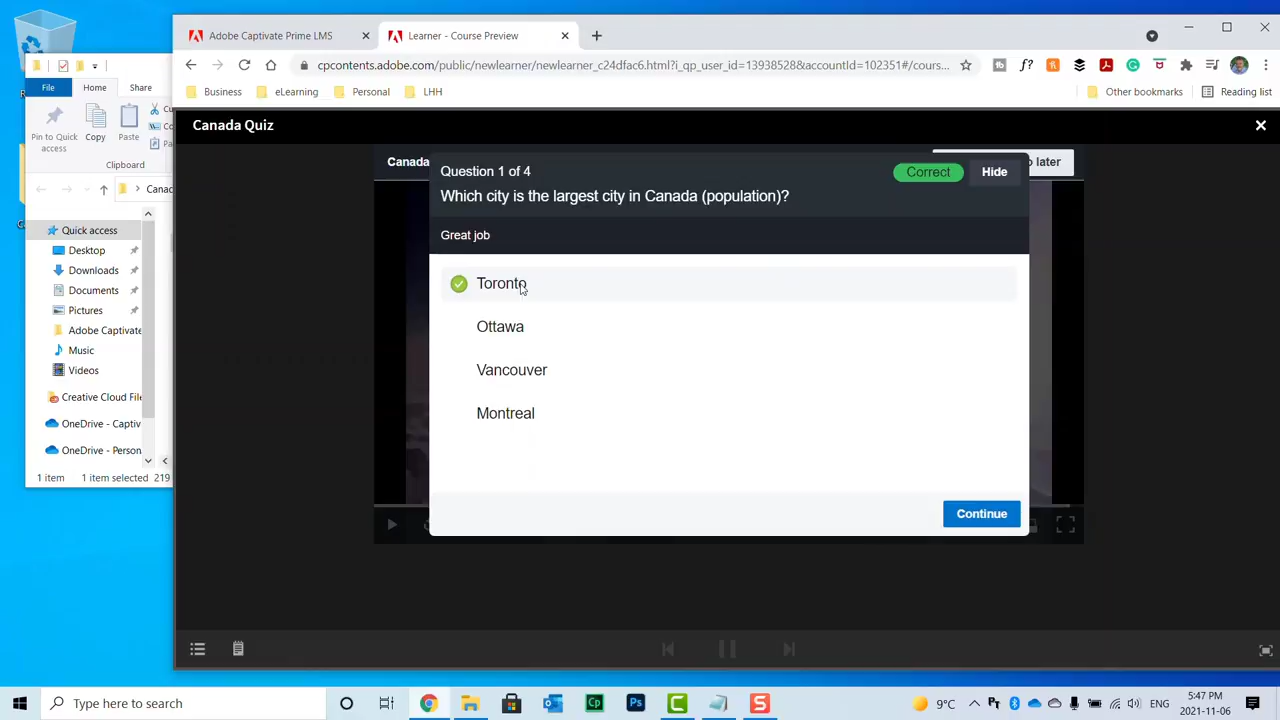 Adobe Captivate Prime LMS
Learner - Course Preview
cpcontents.adobe.com/public/newlearner/newlearner_c24dfac6.html?i_qp_user_id=13938528&accountId=102351#/cours...
Business
eLearning
Personal
LHH
Other bookmarks
Reading list
File
Home
Share
Pin to Quick access
Copy
Paste
Clipboard
Canad
Quick access
Desktop
Downloads
Documents
Pictures
Adobe Captivate
Music
Videos
Creative Cloud File
OneDrive - Captiv
OneDrive - Person
1 item
1 item selected
219
Canada Quiz
Canada
later
Question 1 of 4
Correct
Hide
Which city is the largest city in Canada (population)?
Great job
Toronto
Ottawa
Vancouver
Montreal
Continue
Type here to search
9°C
ENG
5:47 PM
2021-11-06